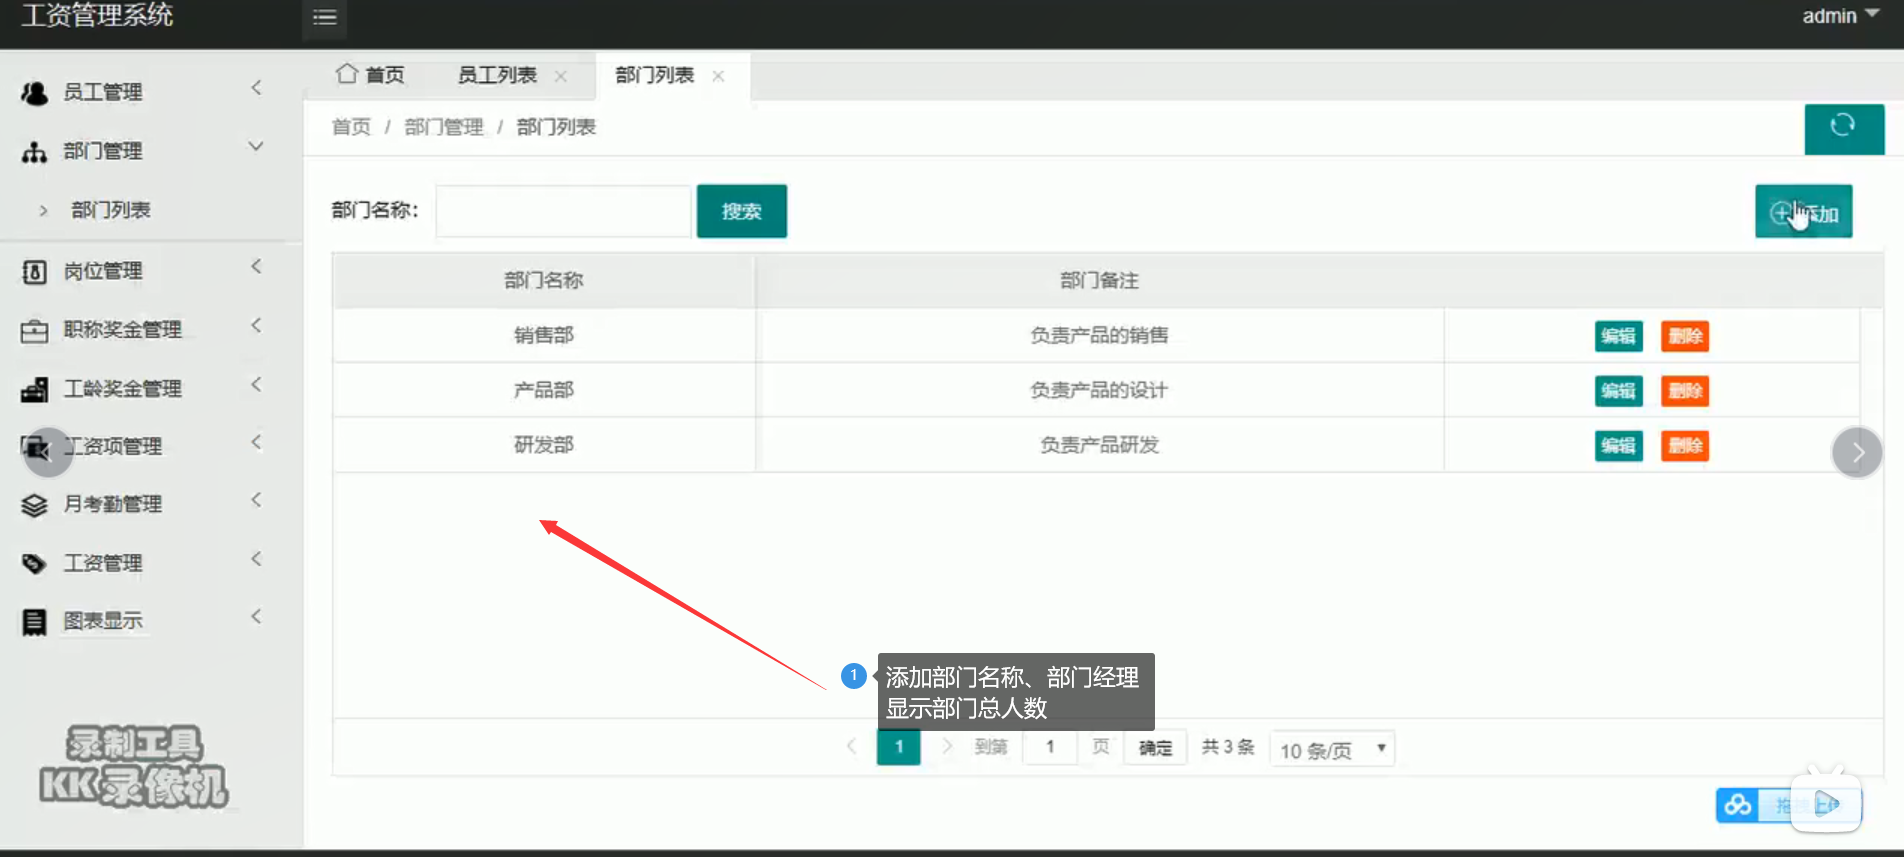 工资管理系统
admin
首页
员工列表
部门列表
员工管理
部门管理
部门列表
岗位管理
职称奖金管理
工龄奖金管理
工资项管理
月考勤管理
工资管理
图表显示
首页 / 部门管理 / 部门列表
部门名称:
搜索
添加
部门名称 部门备注
销售部 负责产品的销售 编辑 删除
产品部 负责产品的设计 编辑 删除
研发部 负责产品研发 编辑 删除
1 添加部门名称、部门经理
显示部门总人数
1 到第 1 页 确定 共 3 条 10 条/页
录制工具
KK录像机